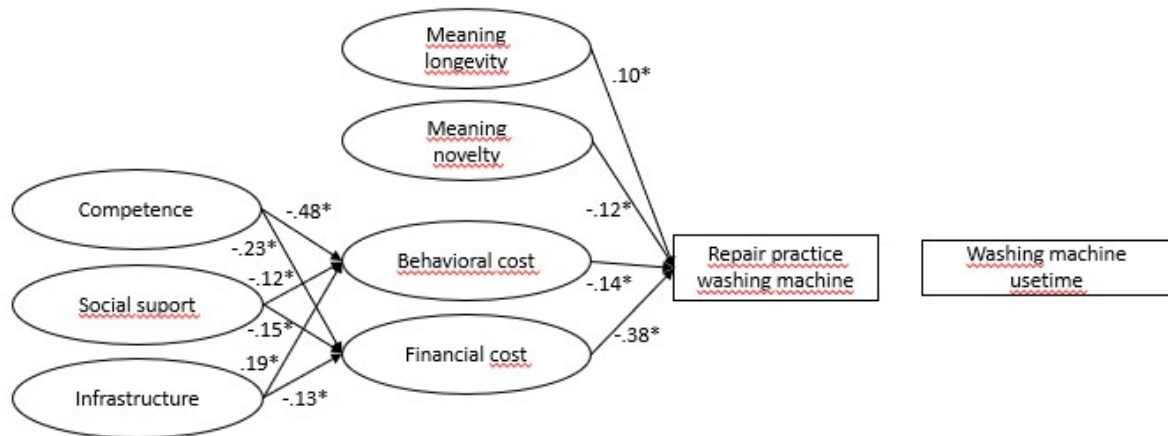 Meaning
longevity
.10*
Meaning
novelty
-.12*
Competence
-.48*
-.23*
Behavioral cost
-.12*
Repair practice
washing machine
Washing machine
usetime
-.14*
Social suport
-.15*
Financial cost
-.38*
.19*
Infrastructure
-.13*